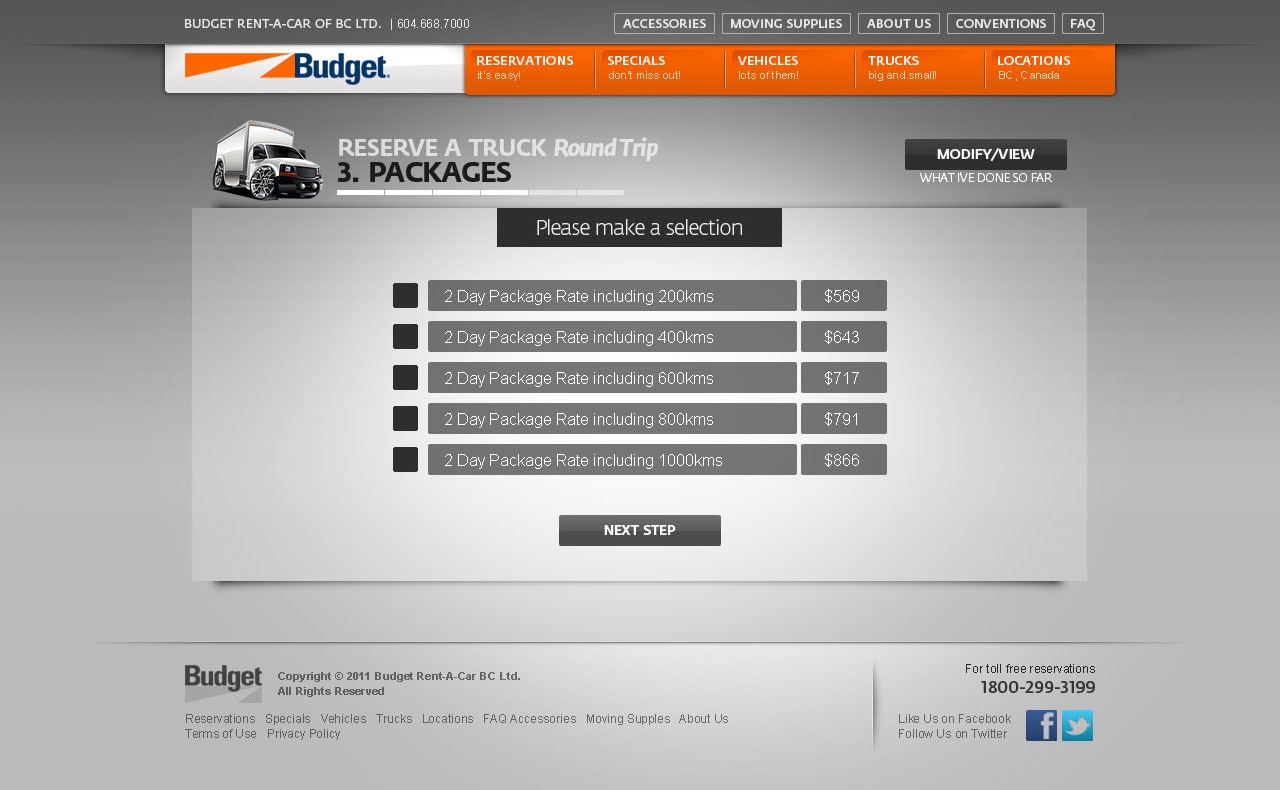 BUDGET RENT-A-CAR OF BC LTD. | 604.668.7000
ACCESSORIES
MOVING SUPPLIES
ABOUT US
CONVENTIONS
FAQ
Budget
RESERVATIONS
it's easy!
SPECIALS
don't miss out!
VEHICLES
lots of them!
TRUCKS
big and small!
LOCATIONS
BC , Canada
RESERVE A TRUCK Round Trip
3. PACKAGES
MODIFY/VIEW
WHAT IVE DONE SO FAR
Please make a selection
2 Day Package Rate including 200kms $569
2 Day Package Rate including 400kms $643
2 Day Package Rate including 600kms $717
2 Day Package Rate including 800kms $791
2 Day Package Rate including 1000kms $866
NEXT STEP
Budget
Copyright © 2011 Budget Rent-A-Car BC Ltd.
All Rights Reserved
Reservations Specials Vehicles Trucks Locations FAQ Accessories Moving Supples About Us
Terms of Use Privacy Policy
For toll free reservations
1800-299-3199
Like Us on Facebook
Follow Us on Twitter